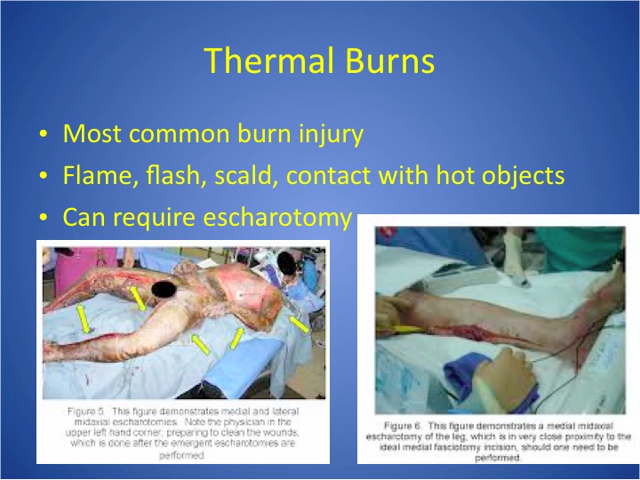 Thermal Burns
• Most common burn injury
• Flame, flash, scald, contact with hot objects
• Can require escharotomy
Figure 5. This figure demonstrates medial and lateral
midaxial escharotomies. Note the physician in the
upper left hand corner, preparing to clean the wounds,
which is done after the emergent escharotomies are
performed.
Figure 6. This figure demonstrates a medial midaxial
escharotomy of the leg, which is in very close proximity to the
ideal medial fasciotomy incision, should one need to be
performed.